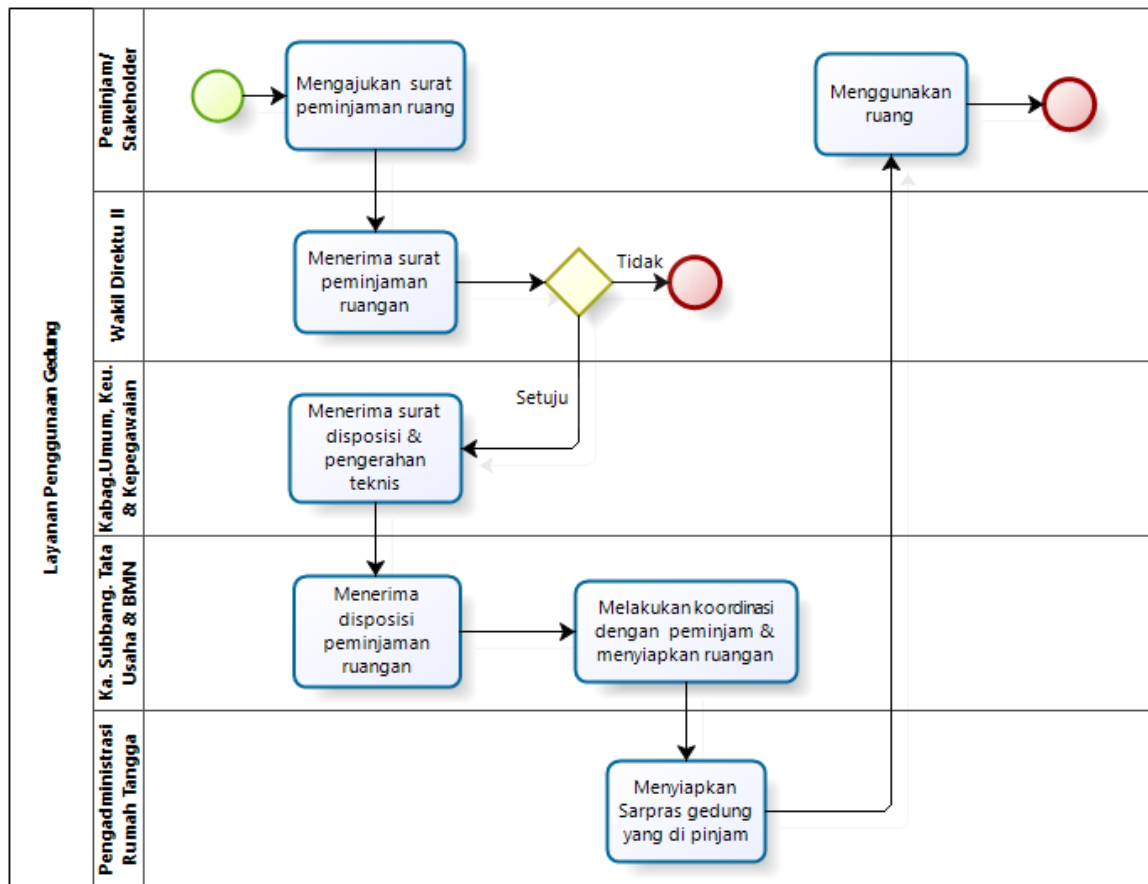 Layanan Penggunaan Gedung
Peminjam/
Stakeholder
Mengajukan surat
peminjaman ruang
Menggunakan
ruang
Wakil Direktu II
Menerima surat
peminjaman
ruangan
Tidak
Setuju
Kabag.Umum, Keu.
& Kepegawaian
Menerima surat
disposisi &
pengerahan
teknis
Ka. Subbang. Tata
Usaha & BMN
Menerima
disposisi
peminjaman
ruangan
Melakukan koordinasi
dengan peminjam &
menyiapkan ruangan
Pengadministrasi
Rumah Tangga
Menyiapkan
Sarpras gedung
yang di pinjam